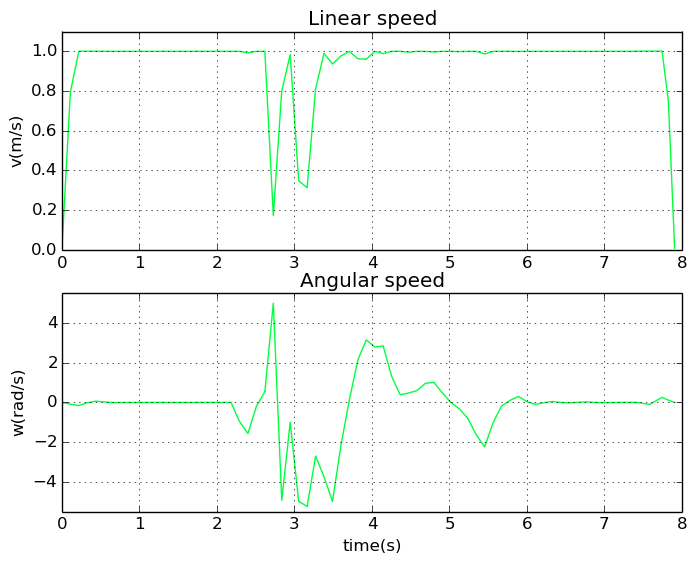 Linear speed
1.0
0.8
0.6
0.4
0.2
0.0
v(m/s)
0 1 2 3 4 5 6 7 8
Angular speed
4
2
0
−2
−4
w(rad/s)
0 1 2 3 4 5 6 7 8
time(s)